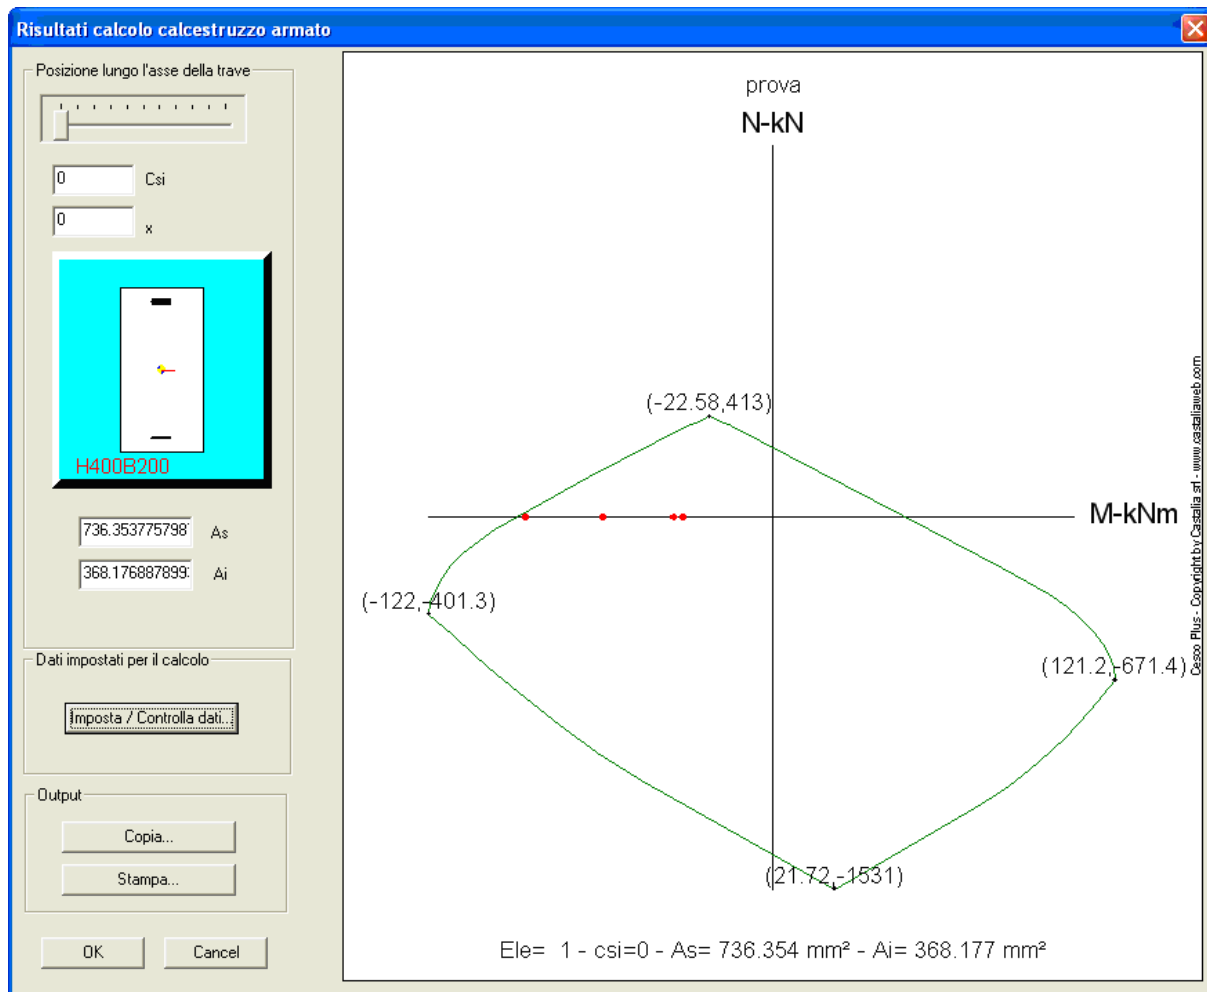 Risultati calcolo calcestruzzo armato
Posizione lungo l'asse della trave
0 Csi
0 x
H400B200
736.353775798 As
368.176887899 Ai
Dati impostati per il calcolo
Imposta / Controlla dati...
Output
Copia...
Stampa...
OK Cancel
prova
N-kN
(-22.58,413)
M-kNm
(-122,-401.3)
(121.2,-671.4)
(21.72,-1531)
Ele= 1 - csi=0 - As= 736.354 mm² - Ai= 368.177 mm²
Cesco Plus - Copyright by Castalia srl - www.castaliaweb.com